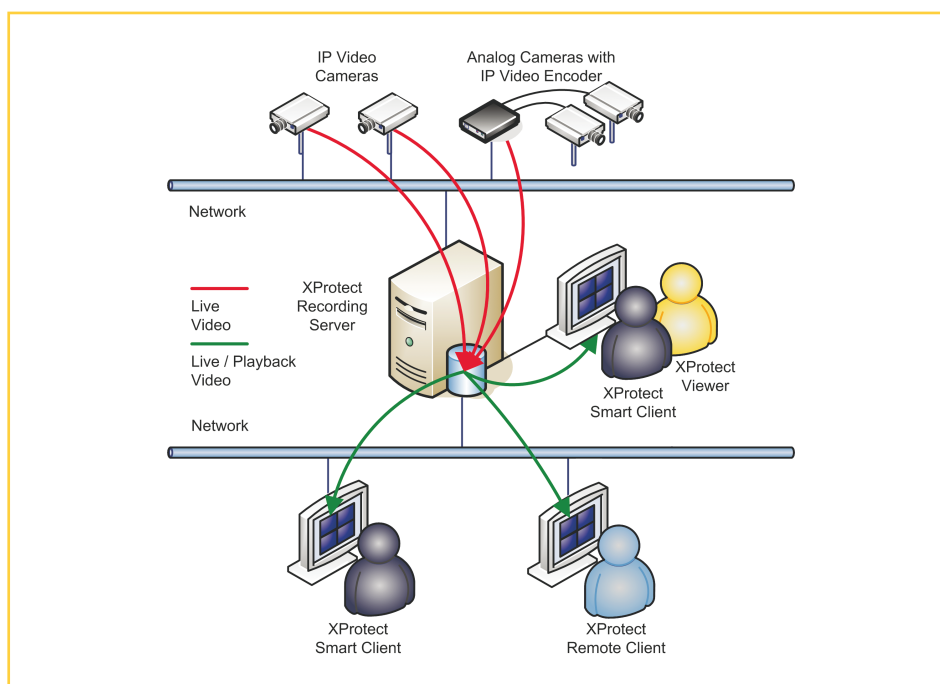 IP Video
Cameras
Analog Cameras with
IP Video Encoder
Network
XProtect
Recording
Server
Live
Video
Live / Playback
Video
XProtect
Viewer
XProtect
Smart Client
Network
XProtect
Smart Client
XProtect
Remote Client